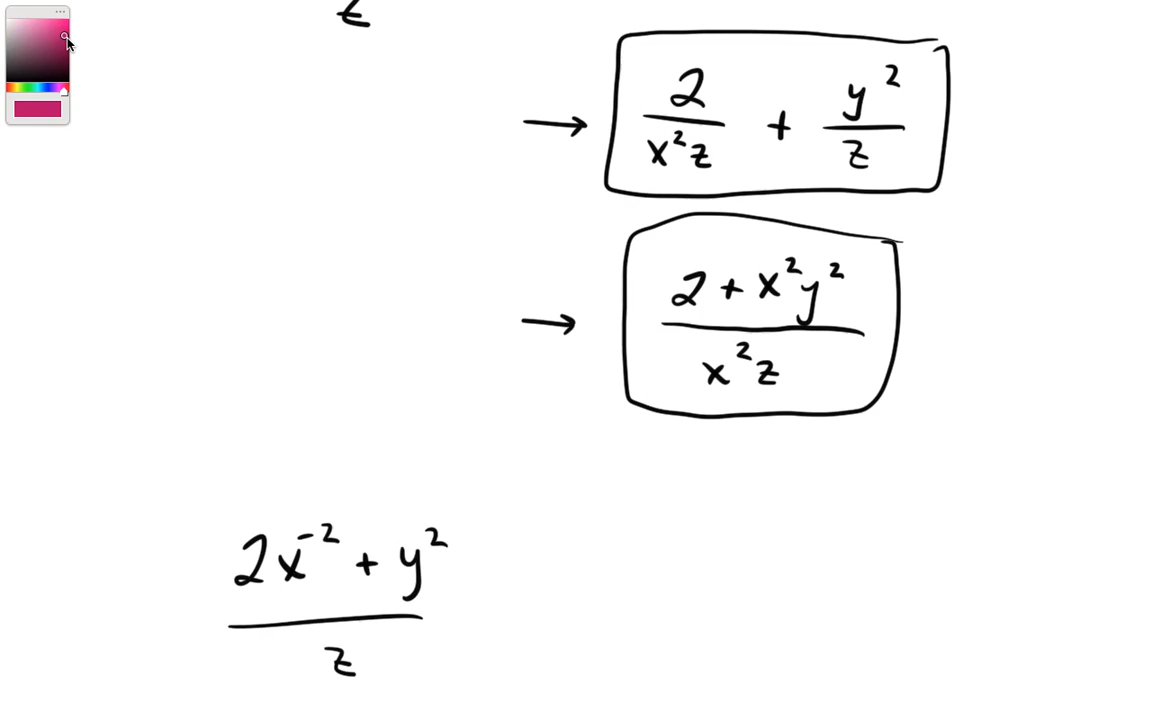 z
→ 2/(x²z) + y²/z
→ (2 + x²y²)/(x²z)
(2x⁻² + y²)/z